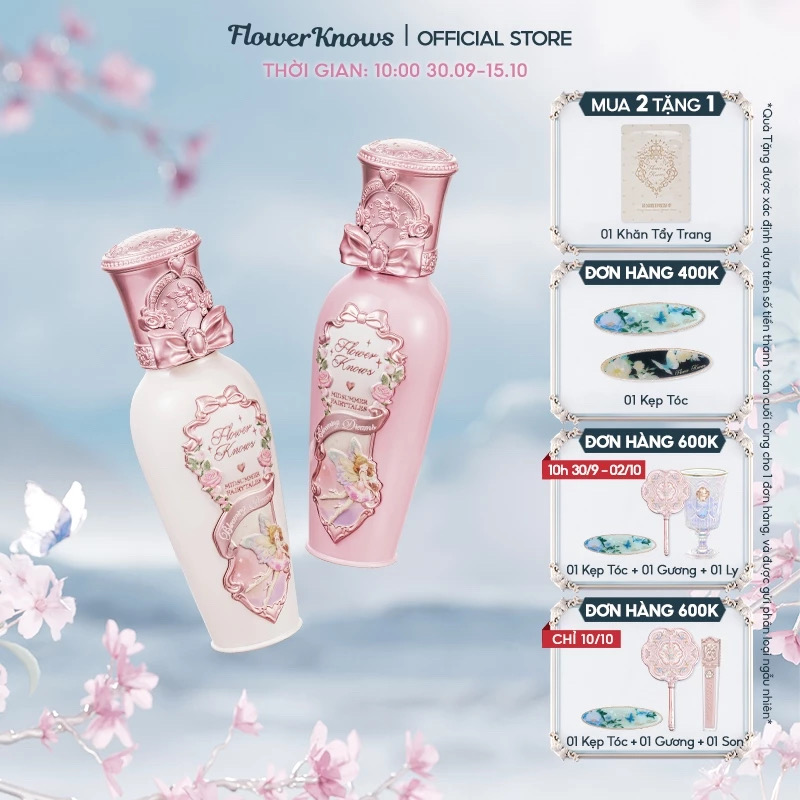 FlowerKnows | OFFICIAL STORE
THỜI GIAN: 10:00 30.09-15.10
MUA 2 TẶNG 1
01 Khăn Tẩy Trang
ĐƠN HÀNG 400K
01 Kẹp Tóc
ĐƠN HÀNG 600K
10h 30/9 - 02/10
01 Kẹp Tóc + 01 Gương + 01 Ly
ĐƠN HÀNG 600K
CHỈ 10/10
01 Kẹp Tóc + 01 Gương + 01 Son
*Quà Tặng được xác định dựa trên số tiền thanh toán cuối cùng cho 1 đơn hàng, và được gửi phân loại ngẫu nhiên*
Flower
Knows
MIDSUMMER
FAIRYTALES
Blooming Dreams
Flower
Knows
MIDSUMMER
FAIRYTALES